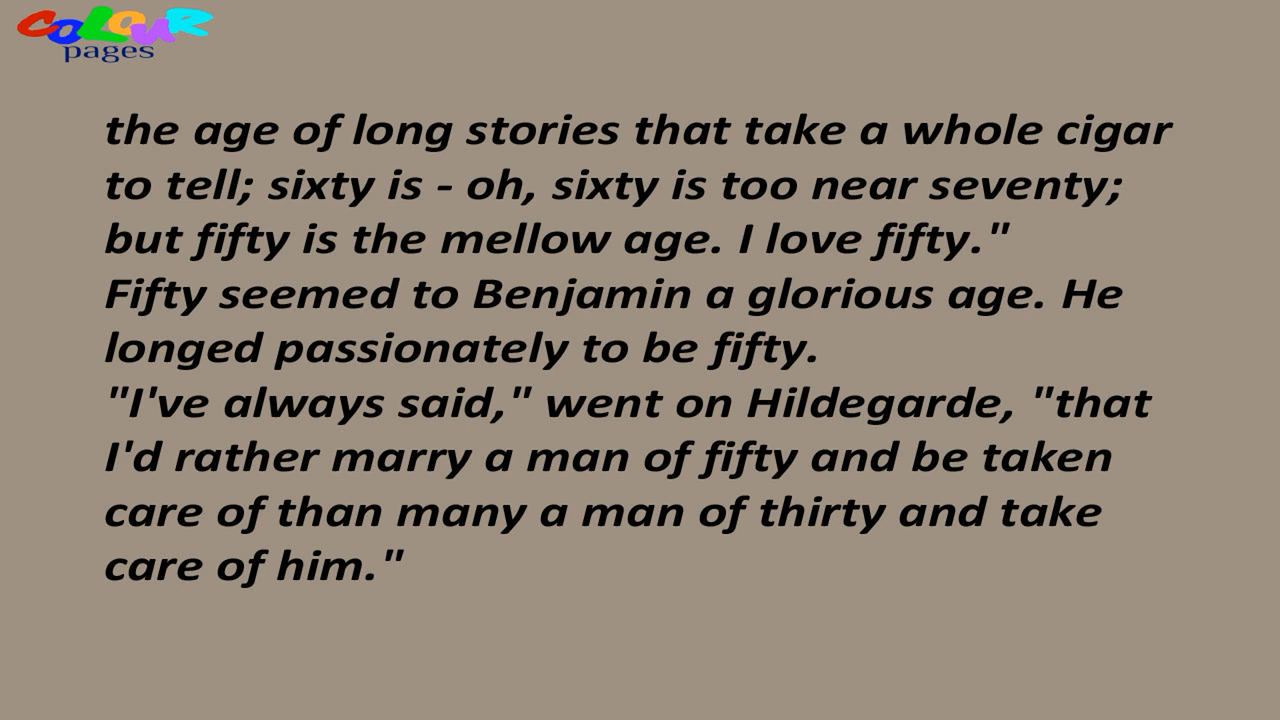 COLOUR
pages
the age of long stories that take a whole cigar
to tell; sixty is - oh, sixty is too near seventy;
but fifty is the mellow age. I love fifty."
Fifty seemed to Benjamin a glorious age. He
longed passionately to be fifty.
"I've always said," went on Hildegarde, "that
I'd rather marry a man of fifty and be taken
care of than many a man of thirty and take
care of him."